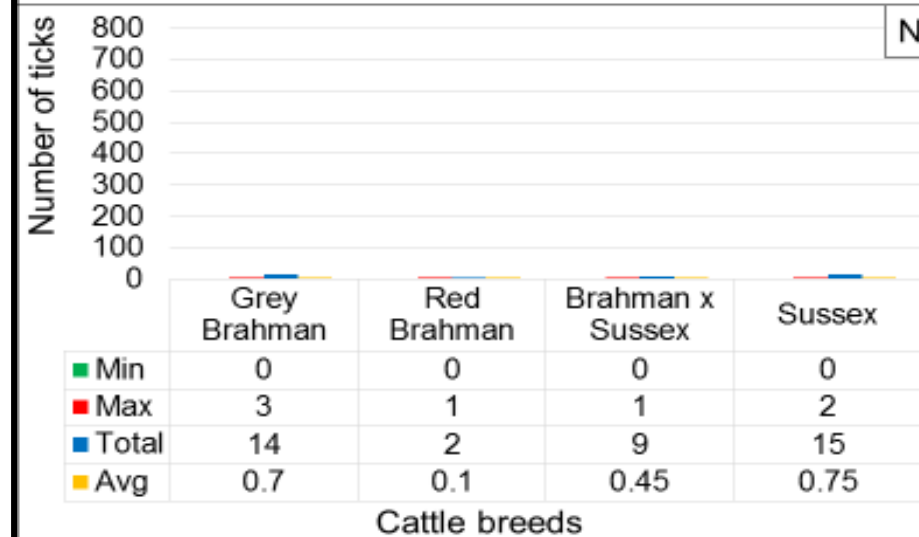 N
Number of ticks
800
700
600
500
400
300
200
100
0
Grey Brahman
Red Brahman
Brahman x Sussex
Sussex
Min 0 0 0 0
Max 3 1 1 2
Total 14 2 9 15
Avg 0.7 0.1 0.45 0.75
Cattle breeds